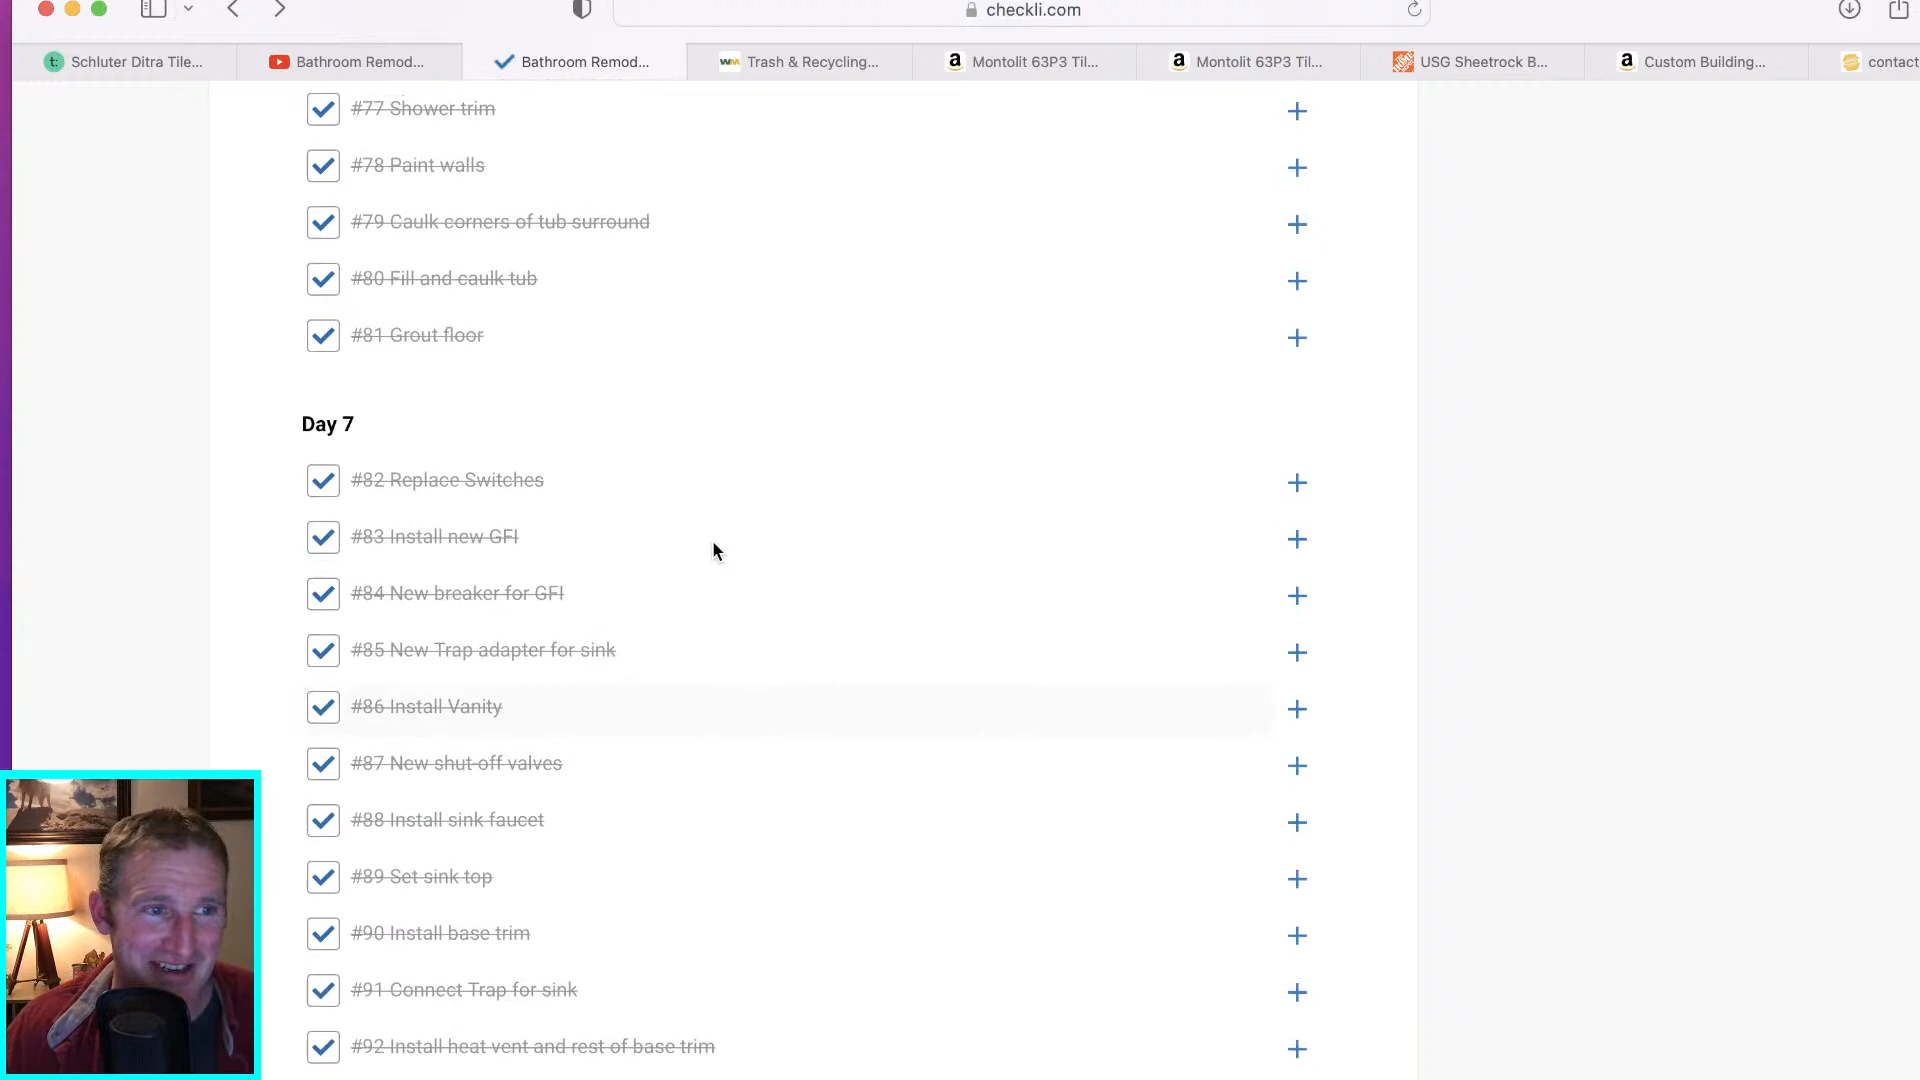 checkli.com
t: Schluter Ditra Tile...
Bathroom Remod...
Bathroom Remod...
WM Trash & Recycling...
a Montolit 63P3 Til...
a Montolit 63P3 Til...
USG Sheetrock B...
a Custom Building...
contact
#77 Shower trim
#78 Paint walls
#79 Caulk corners of tub surround
#80 Fill and caulk tub
#81 Grout floor
Day 7
#82 Replace Switches
#83 Install new GFI
#84 New breaker for GFI
#85 New Trap adapter for sink
#86 Install Vanity
#87 New shut-off valves
#88 Install sink faucet
#89 Set sink top
#90 Install base trim
#91 Connect Trap for sink
#92 Install heat vent and rest of base trim